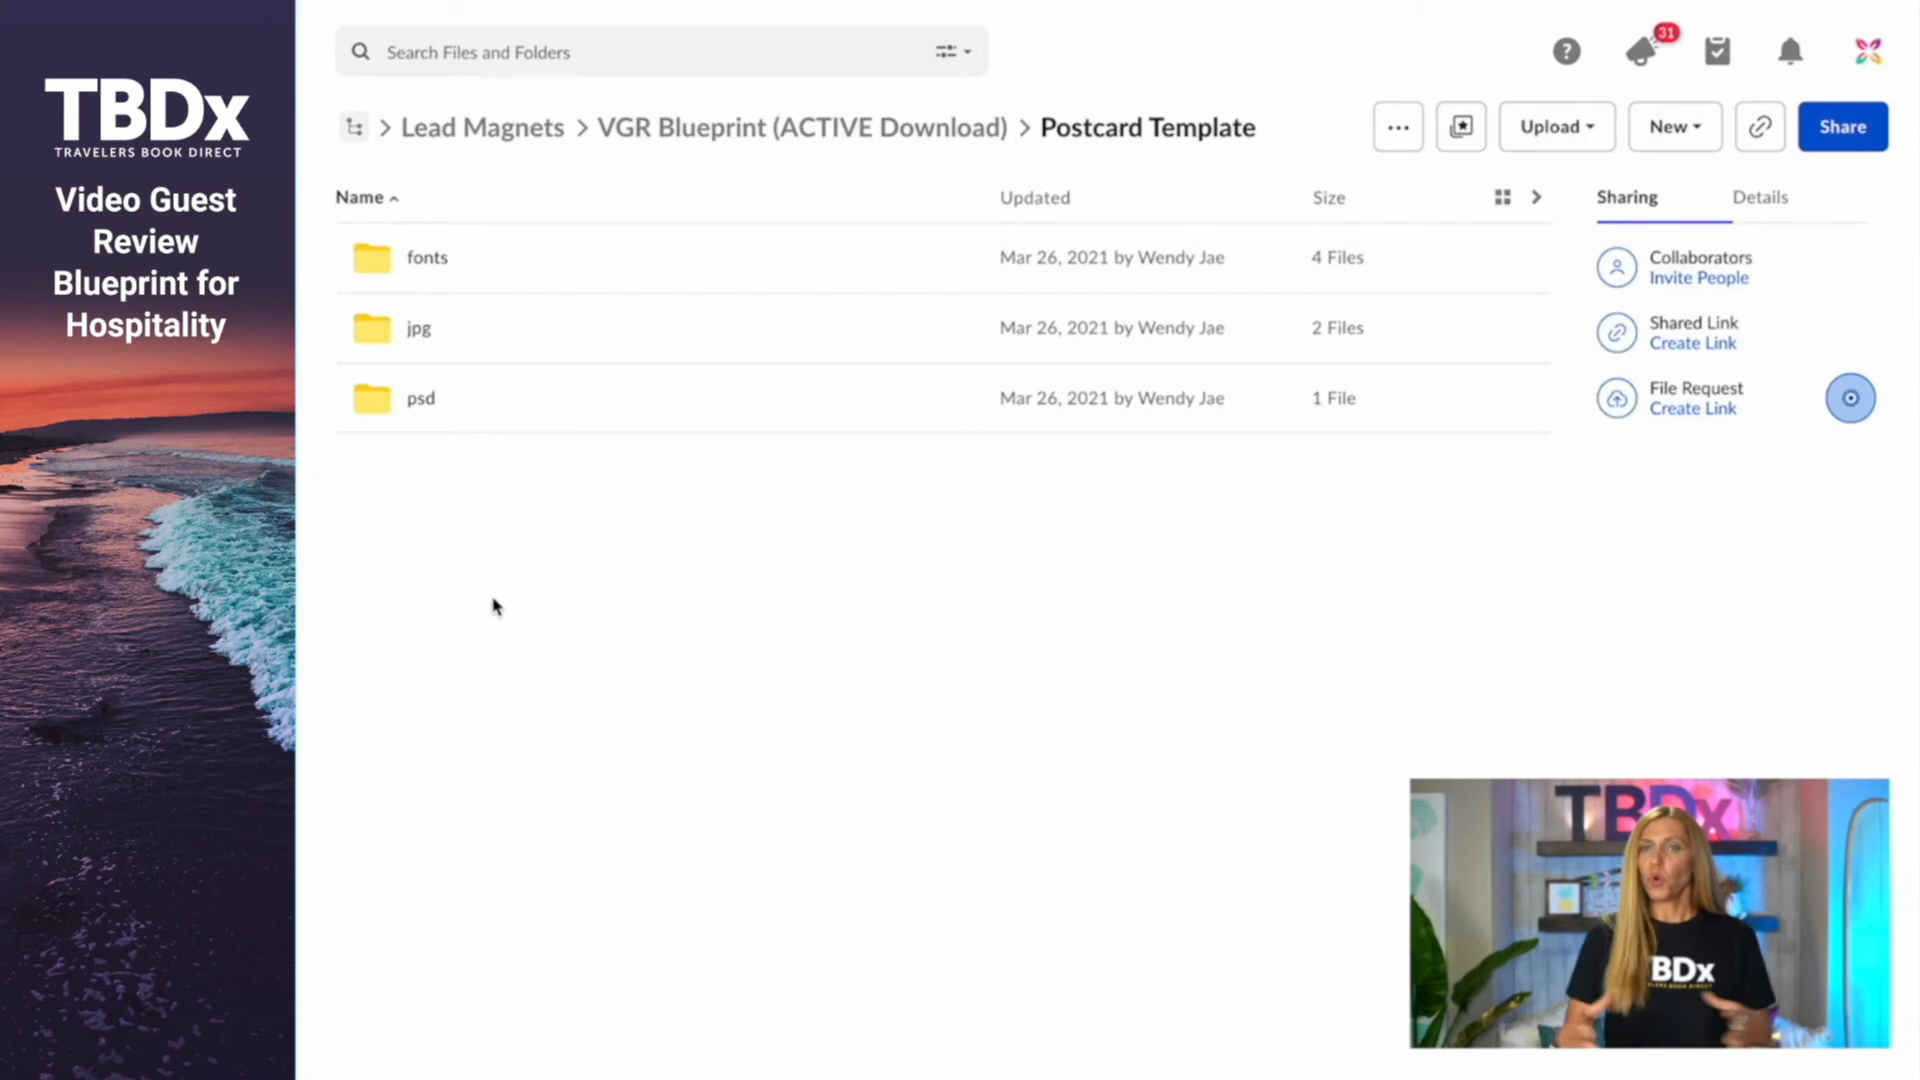 TBDx
TRAVELERS BOOK DIRECT
Video Guest
Review
Blueprint for
Hospitality
Search Files and Folders
31
Lead Magnets > VGR Blueprint (ACTIVE Download) > Postcard Template
Upload
New
Share
Name
Updated
Size
Sharing
Details
fonts
Mar 26, 2021 by Wendy Jae
4 Files
jpg
Mar 26, 2021 by Wendy Jae
2 Files
psd
Mar 26, 2021 by Wendy Jae
1 File
Collaborators
Invite People
Shared Link
Create Link
File Request
Create Link
TBDx
BDx